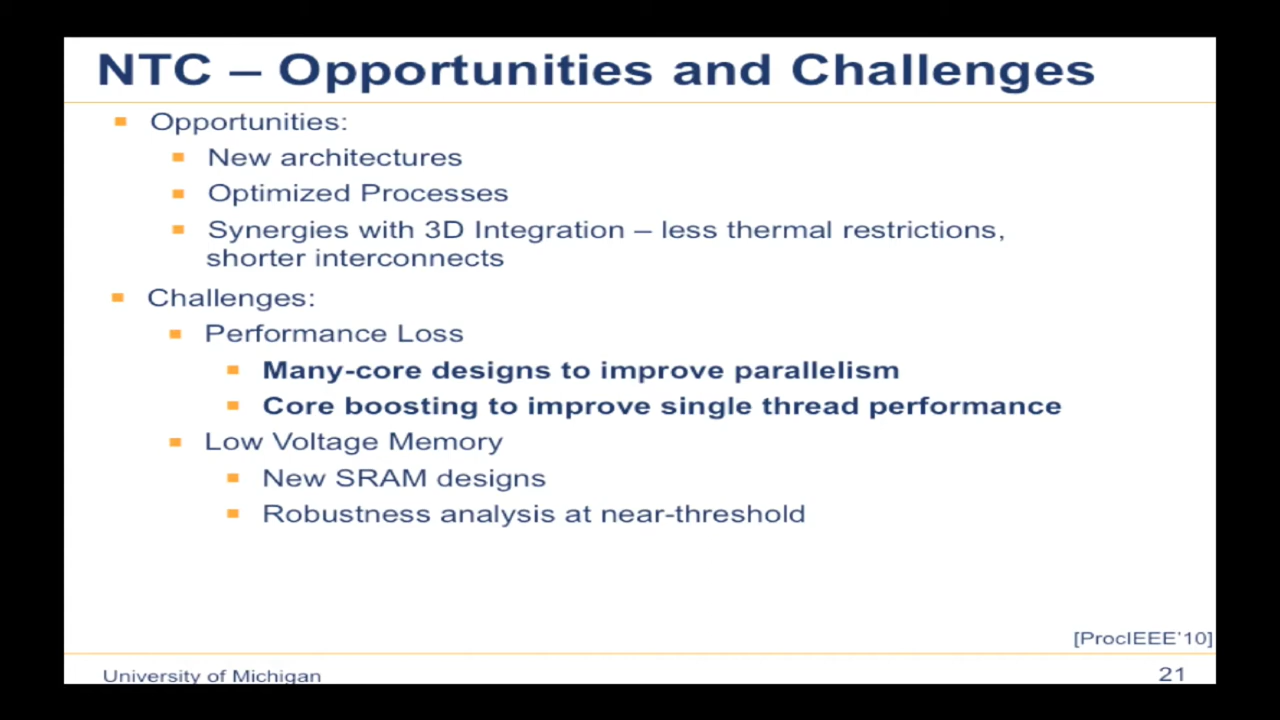 NTC – Opportunities and Challenges
Opportunities:
New architectures
Optimized Processes
Synergies with 3D Integration – less thermal restrictions,
shorter interconnects
Challenges:
Performance Loss
Many-core designs to improve parallelism
Core boosting to improve single thread performance
Low Voltage Memory
New SRAM designs
Robustness analysis at near-threshold
[ProcIEEE'10]
University of Michigan
21